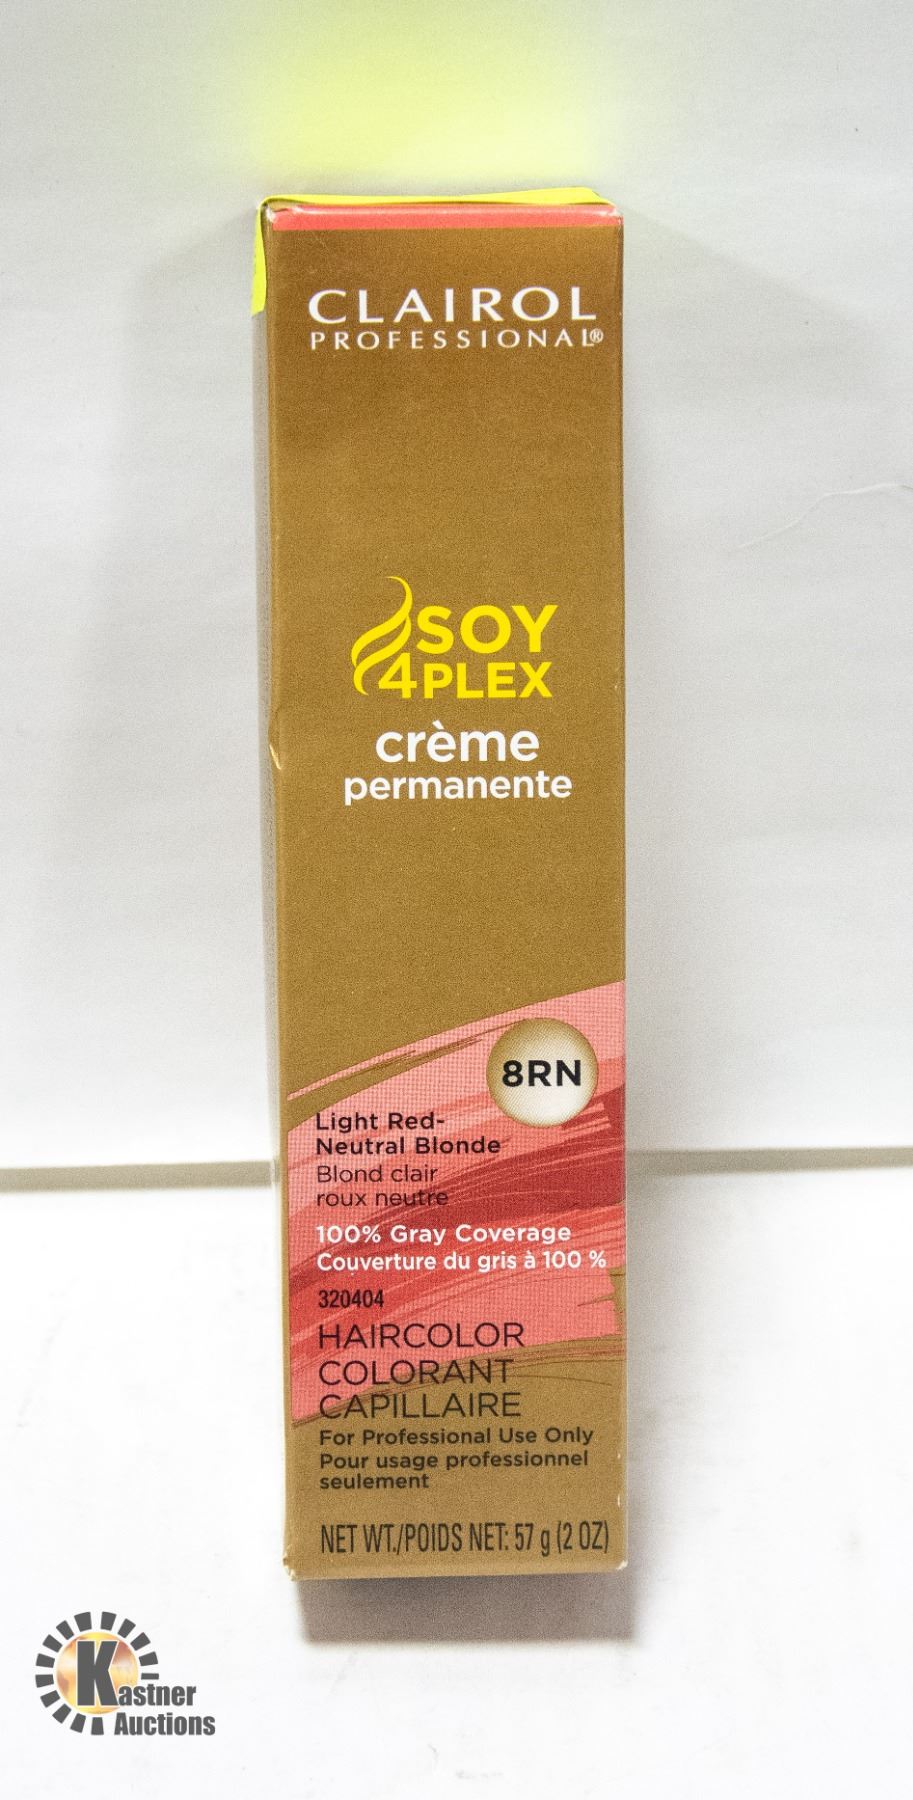 CLAIROL
PROFESSIONAL®
SOY
4PLEX
crème
permanente
8RN
Light Red-
Neutral Blonde
Blond clair
roux neutre
100% Gray Coverage
Couverture du gris à 100 %
320404
HAIRCOLOR
COLORANT
CAPILLAIRE
For Professional Use Only
Pour usage professionnel
seulement
NET WT./POIDS NET: 57 g (2 OZ)
Kastner
Auctions